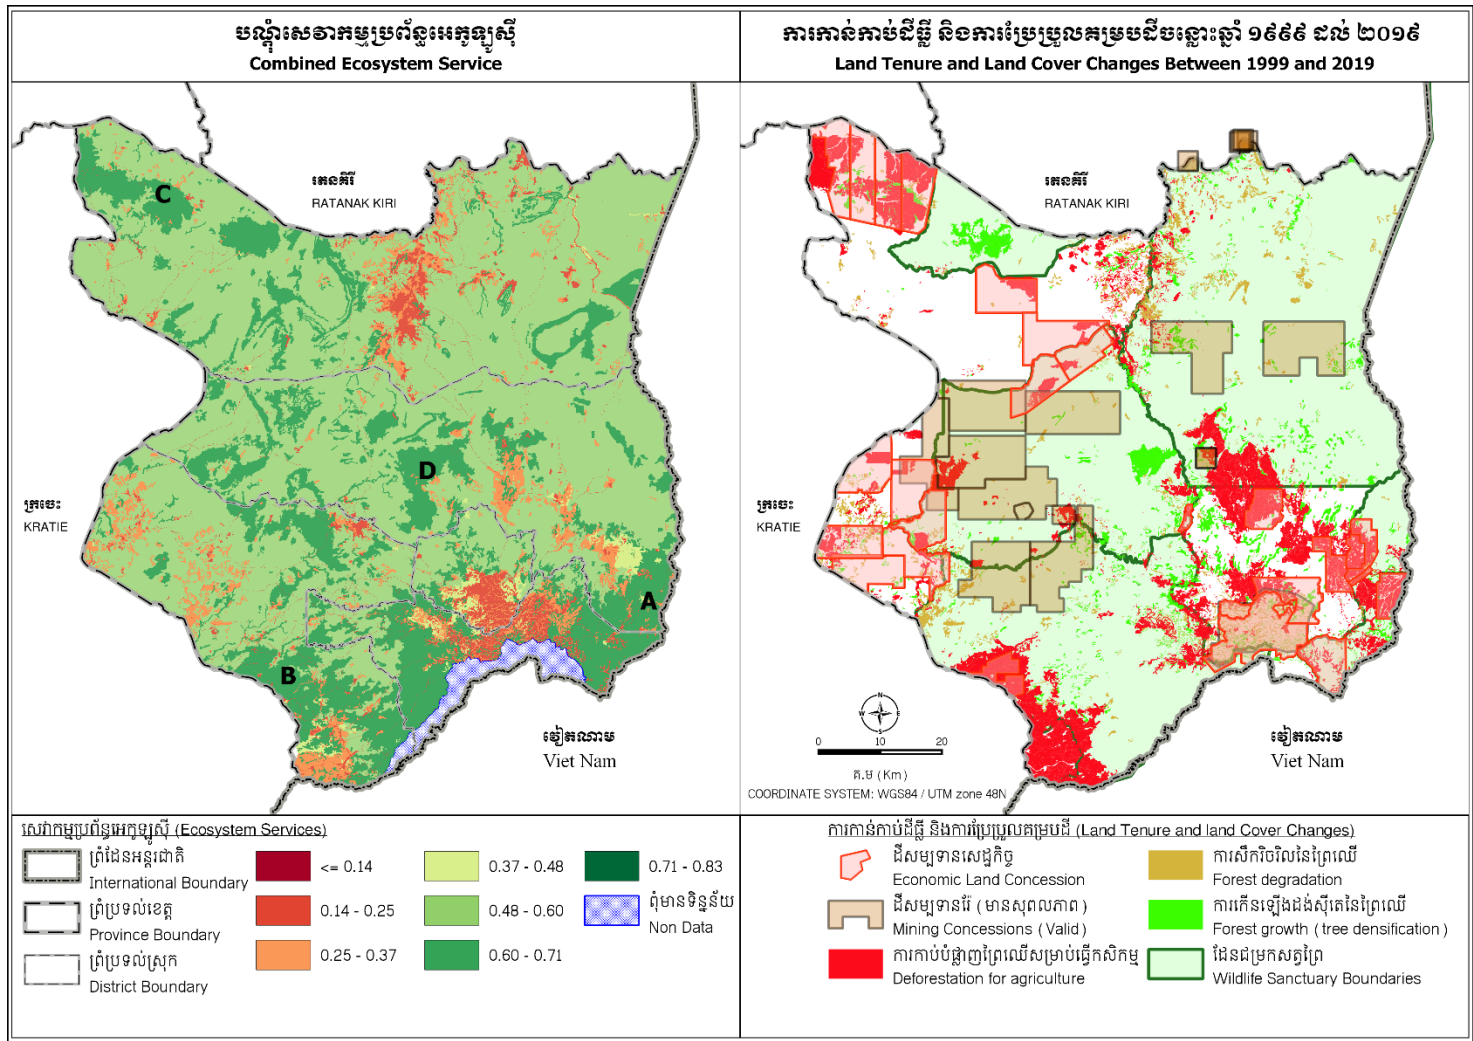 បណ្តុំសេវាកម្មប្រព័ន្ធអេកូឡូស៊ី
Combined Ecosystem Service
ការកាន់កាប់ដីធ្លី និងការប្រែប្រួលគម្របដីចន្លោះឆ្នាំ ១៩៩៩ ដល់ ២០១៩
Land Tenure and Land Cover Changes Between 1999 and 2019
C
រតនគិរី
RATANAK KIRI
D
ក្រចេះ
KRATIE
A
B
វៀតណាម
Viet Nam
រតនគិរី
RATANAK KIRI
ក្រចេះ
KRATIE
N
W
E
S
0
10
20
គ.ម (Km)
COORDINATE SYSTEM: WGS84 / UTM zone 48N
វៀតណាម
Viet Nam
សេវាកម្មប្រព័ន្ធអេកូឡូស៊ី (Ecosystem Services)
ព្រំដែនអន្តរជាតិ
International Boundary
ព្រំប្រទល់ខេត្ត
Province Boundary
ព្រំប្រទល់ស្រុក
District Boundary
<= 0.14
0.14 - 0.25
0.25 - 0.37
0.37 - 0.48
0.48 - 0.60
0.60 - 0.71
0.71 - 0.83
ពុំមានទិន្នន័យ
Non Data
ការកាន់កាប់ដីធ្លី និងការប្រែប្រួលគម្របដី (Land Tenure and land Cover Changes)
ដីសម្បទានសេដ្ឋកិច្ច
Economic Land Concession
ដីសម្បទានរ៉ែ (មានសុពលភាព)
Mining Concessions (Valid)
ការកាប់បំផ្លាញព្រៃឈើសម្រាប់ធ្វើកសិកម្ម
Deforestation for agriculture
ការសឹករិចរិលនៃព្រៃឈើ
Forest degradation
ការកើនឡើងដង់ស៊ីតេនៃព្រៃឈើ
Forest growth (tree densification)
ដែនជម្រកសត្វព្រៃ
Wildlife Sanctuary Boundaries